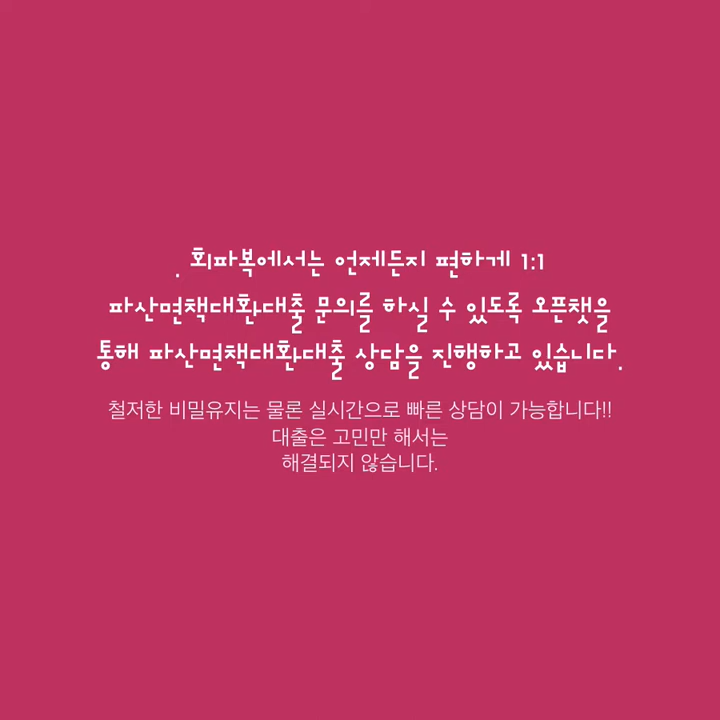 . 회파복에서는 언제든지 편하게 1:1
파산면책대환대출 문의를 하실 수 있도록 오픈챗을
통해 파산면책대환대출 상담을 진행하고 있습니다.
철저한 비밀유지는 물론 실시간으로 빠른 상담이 가능합니다!!
대출은 고민만 해서는
해결되지 않습니다.